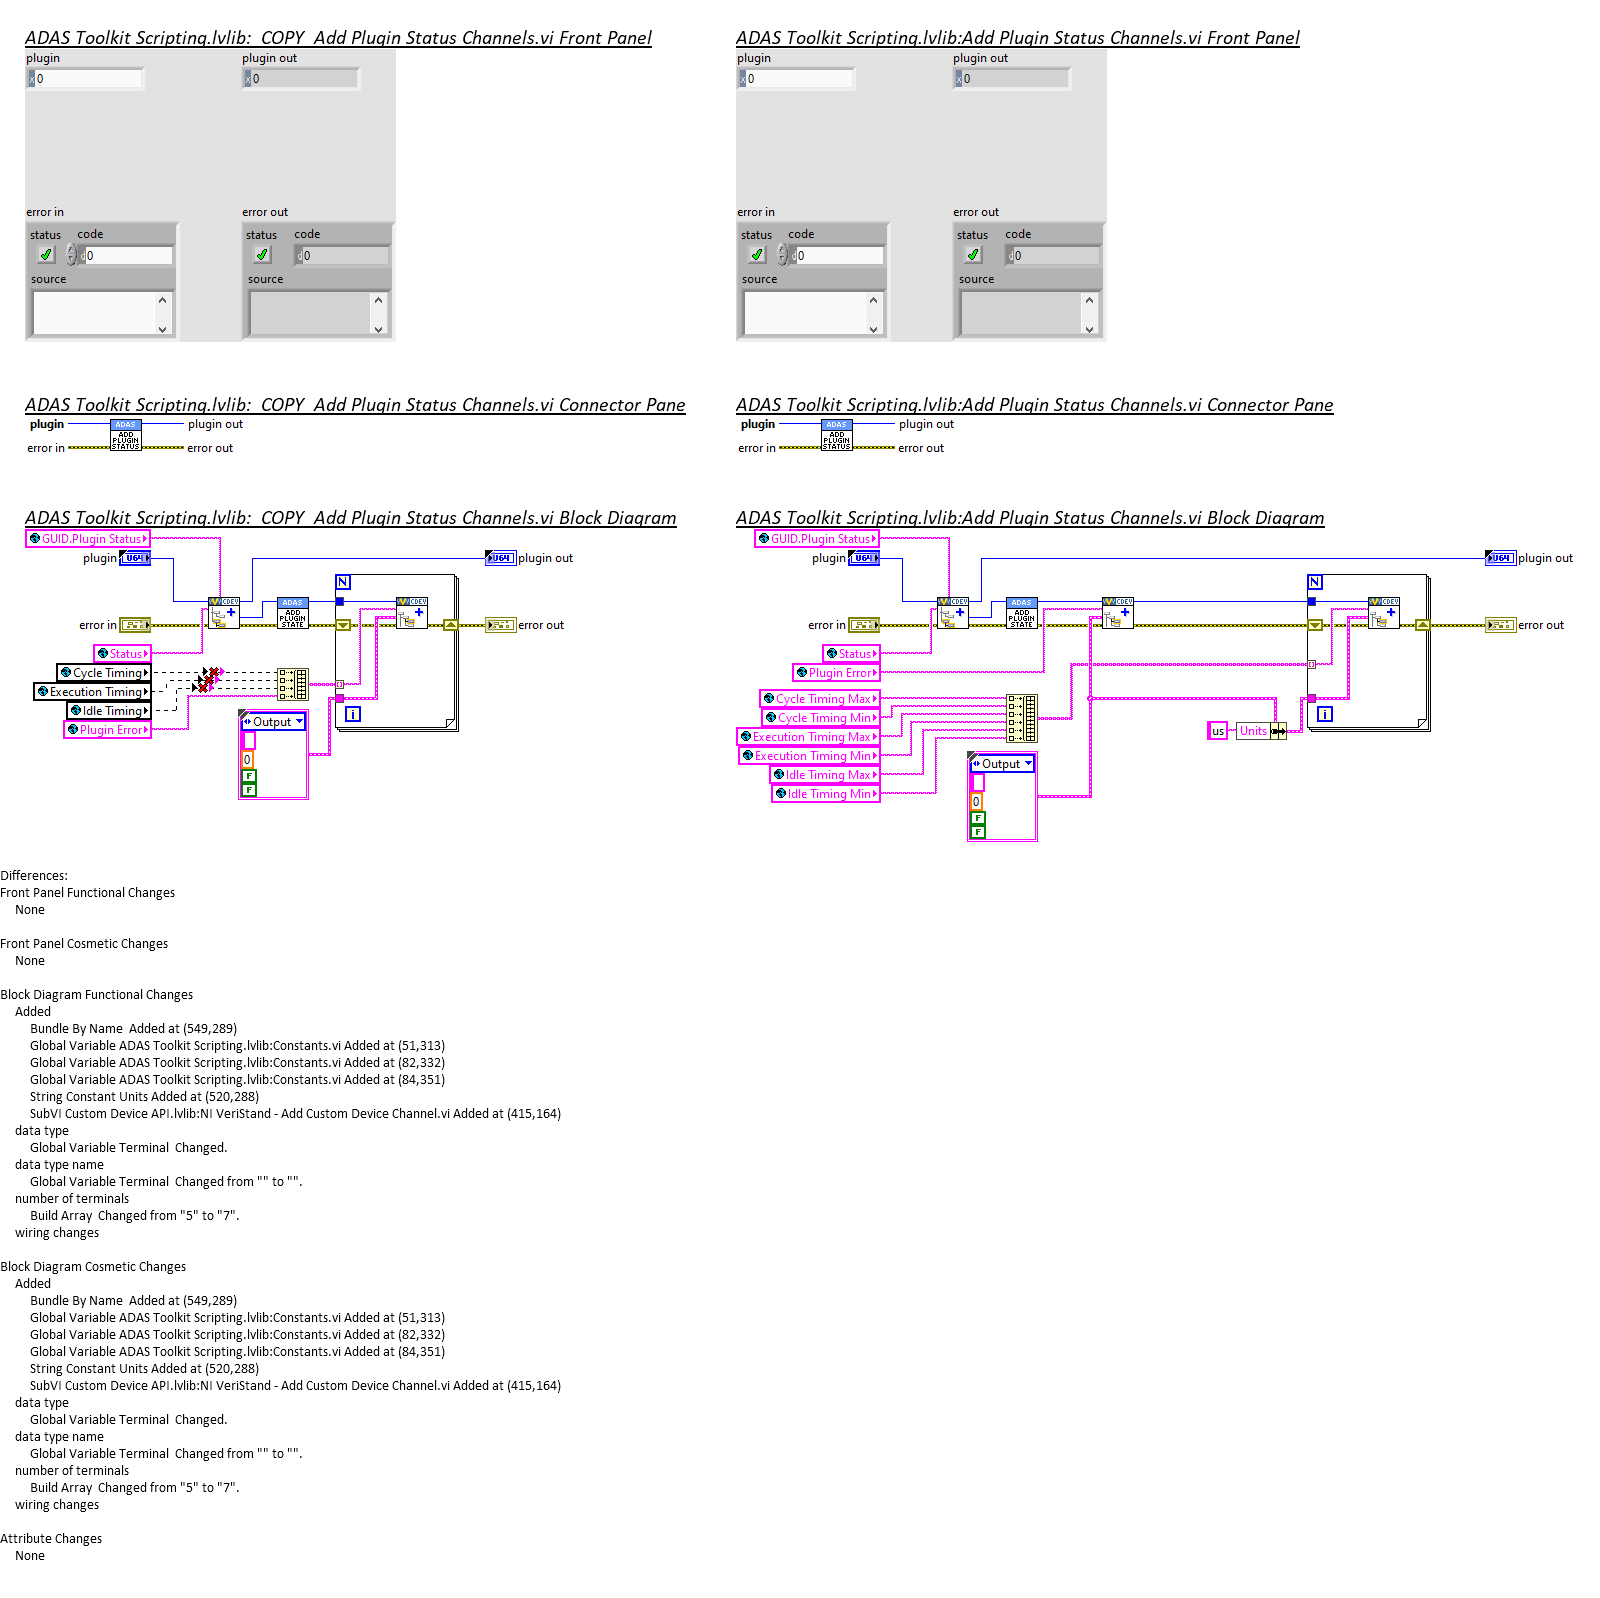 ADAS Toolkit Scripting.lvlib:  COPY  Add Plugin Status Channels.vi Front Panel
plugin
x 0
plugin out
x 0
error in
status
code
d 0
source
error out
status
code
d 0
source
ADAS Toolkit Scripting.lvlib:Add Plugin Status Channels.vi Front Panel
plugin
x 0
plugin out
x 0
error in
status
code
d 0
source
error out
status
code
d 0
source
ADAS Toolkit Scripting.lvlib:  COPY  Add Plugin Status Channels.vi Connector Pane
plugin
ADAS
ADD
PLUGIN
STATUS
plugin out
error in
error out
ADAS Toolkit Scripting.lvlib:Add Plugin Status Channels.vi Connector Pane
plugin
ADAS
ADD
PLUGIN
STATUS
plugin out
error in
error out
ADAS Toolkit Scripting.lvlib:  COPY  Add Plugin Status Channels.vi Block Diagram
GUID.Plugin Status
plugin
U64
U64
plugin out
N
CDEV
ADAS
ADD
PLUGIN
STATE
CDEV
error in
error out
Status
Cycle Timing
Execution Timing
Idle Timing
Plugin Error
i
Output
0
F
F
ADAS Toolkit Scripting.lvlib:Add Plugin Status Channels.vi Block Diagram
GUID.Plugin Status
plugin
U64
U64
plugin out
N
CDEV
ADAS
ADD
PLUGIN
STATE
CDEV
CDEV
error in
error out
Status
Plugin Error
Cycle Timing Max
Cycle Timing Min
Execution Timing Max
Execution Timing Min
Idle Timing Max
Idle Timing Min
i
us
Units
Output
0
F
F
Differences:
Front Panel Functional Changes
None
Front Panel Cosmetic Changes
None
Block Diagram Functional Changes
Added
Bundle By Name  Added at (549,289)
Global Variable ADAS Toolkit Scripting.lvlib:Constants.vi Added at (51,313)
Global Variable ADAS Toolkit Scripting.lvlib:Constants.vi Added at (82,332)
Global Variable ADAS Toolkit Scripting.lvlib:Constants.vi Added at (84,351)
String Constant Units Added at (520,288)
SubVI Custom Device API.lvlib:NI VeriStand - Add Custom Device Channel.vi Added at (415,164)
data type
Global Variable Terminal  Changed.
data type name
Global Variable Terminal  Changed from "" to "".
number of terminals
Build Array  Changed from "5" to "7".
wiring changes
Block Diagram Cosmetic Changes
Added
Bundle By Name  Added at (549,289)
Global Variable ADAS Toolkit Scripting.lvlib:Constants.vi Added at (51,313)
Global Variable ADAS Toolkit Scripting.lvlib:Constants.vi Added at (82,332)
Global Variable ADAS Toolkit Scripting.lvlib:Constants.vi Added at (84,351)
String Constant Units Added at (520,288)
SubVI Custom Device API.lvlib:NI VeriStand - Add Custom Device Channel.vi Added at (415,164)
data type
Global Variable Terminal  Changed.
data type name
Global Variable Terminal  Changed from "" to "".
number of terminals
Build Array  Changed from "5" to "7".
wiring changes
Attribute Changes
None